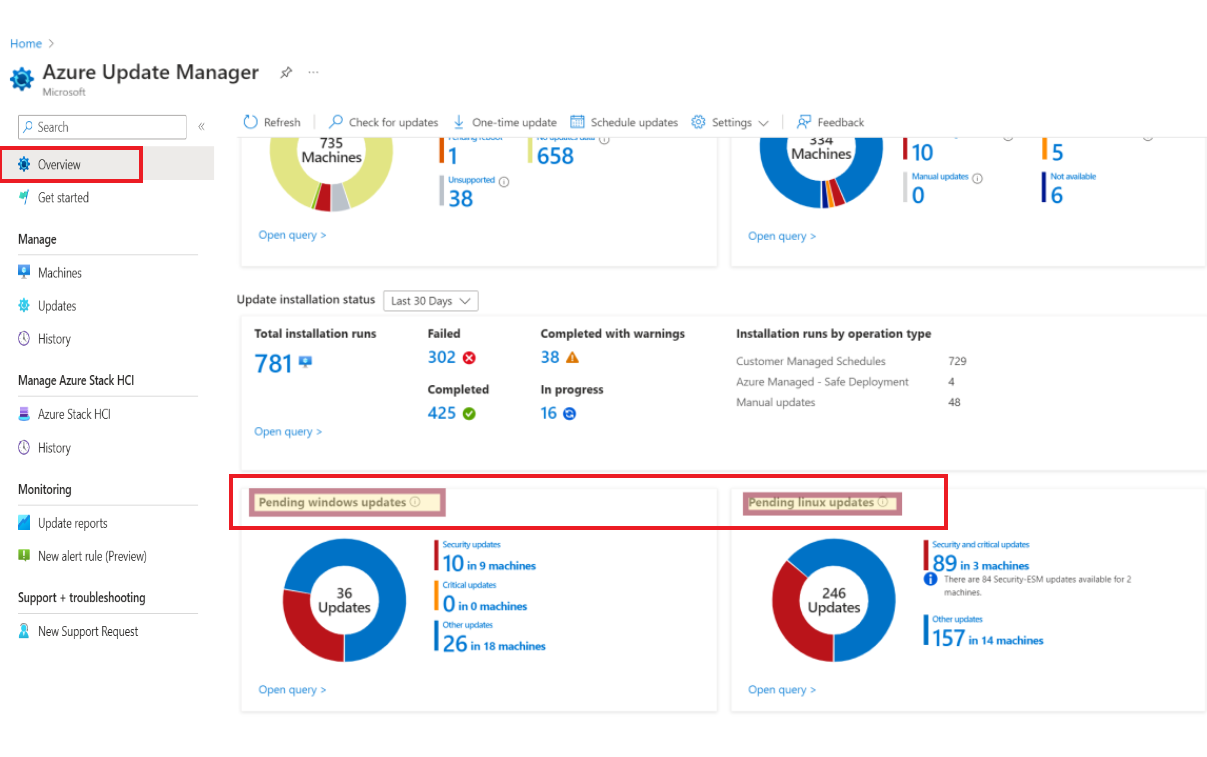 Home >
Azure Update Manager
Microsoft
Search
Overview
Get started
Manage
Machines
Updates
History
Manage Azure Stack HCI
Azure Stack HCI
History
Monitoring
Update reports
New alert rule (Preview)
Support + troubleshooting
New Support Request
Refresh
Check for updates
One-time update
Schedule updates
Settings
Feedback
735
Machines
Pending reboot
1
No updates data
658
Unsupported
38
Open query >
334
Machines
10
5
Manual updates
0
Not available
6
Open query >
Update installation status
Last 30 Days
Total installation runs
781
Failed
302
Completed with warnings
38
Completed
425
In progress
16
Open query >
Installation runs by operation type
Customer Managed Schedules 729
Azure Managed - Safe Deployment 4
Manual updates 48
Pending windows updates
36
Updates
Security updates
10 in 9 machines
Critical updates
0 in 0 machines
Other updates
26 in 18 machines
Open query >
Pending linux updates
246
Updates
Security and critical updates
89 in 3 machines
There are 84 Security-ESM updates available for 2
machines.
Other updates
157 in 14 machines
Open query >